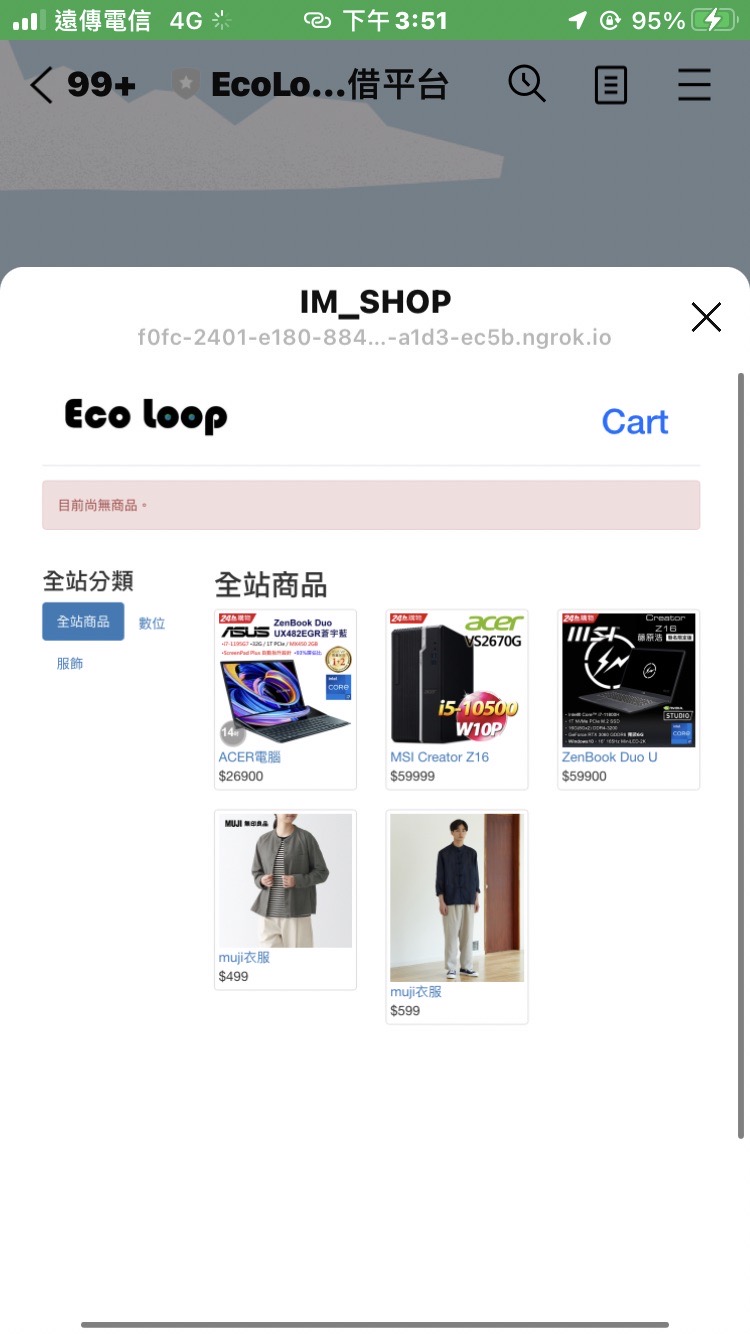 遠傳電信 4G 下午 3:51 95%
99+ EcoLo...借平台
IM_SHOP
f0fc-2401-e180-884...-a1d3-ec5b.ngrok.io
Eco Loop
Cart
目前尚無商品。
全站分類
全站商品 數位
服飾
全站商品
24h購物
ZenBook Duo
ASUS UX482EGR蒼宇藍
intel
CORE
14吋
ACER電腦
$26900
24h購物
acer
VS2670G
i5-10500
W10P
MSI Creator Z16
$59999
24h購物
Creator
msi Z16
藤原浩
STUDIO
CORE
ZenBook Duo U
$59900
MUJI 無印良品
muji衣服
$499
muji衣服
$599